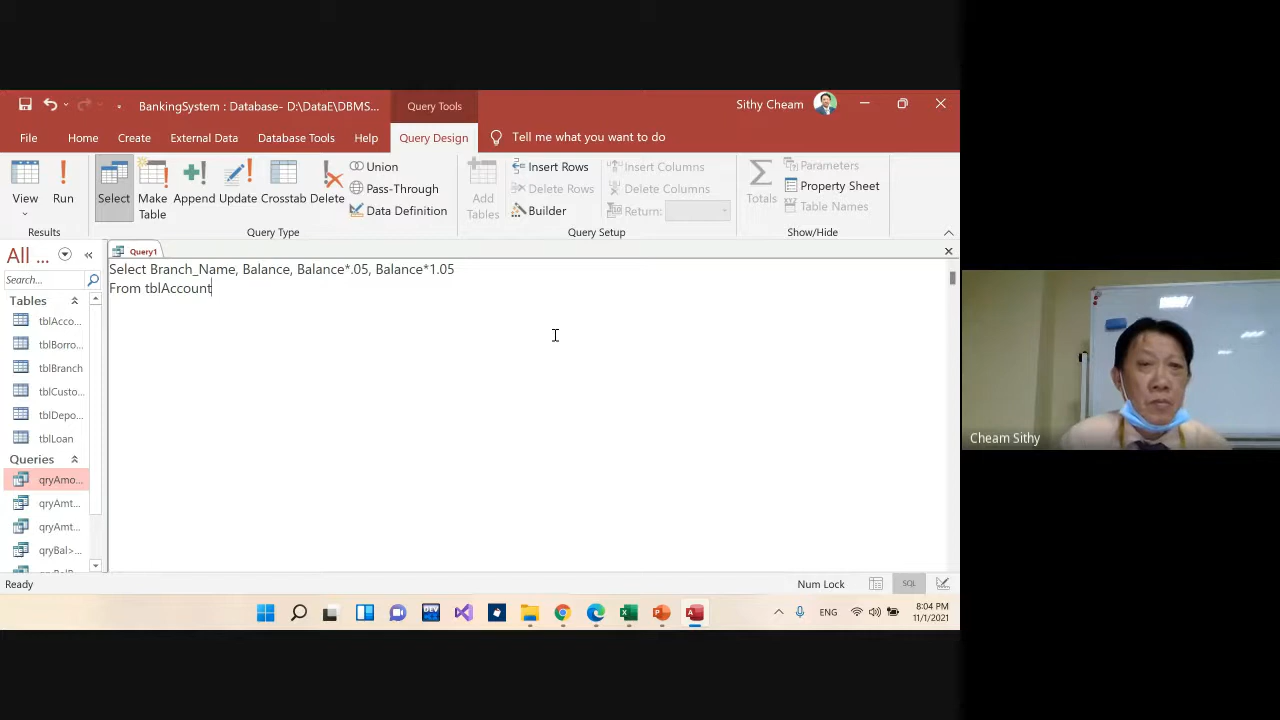 BankingSystem : Database- D:\DataE\DBMS...
Query Tools
Sithy Cheam
File
Home
Create
External Data
Database Tools
Help
Query Design
Tell me what you want to do
View
Run
Select
Make Table
Append
Update
Crosstab
Delete
Union
Pass-Through
Data Definition
Add Tables
Insert Rows
Delete Rows
Builder
Insert Columns
Delete Columns
Return:
Totals
Parameters
Property Sheet
Table Names
Results
Query Type
Query Setup
Show/Hide
All ...
Search...
Tables
tblAcco...
tblBorro...
tblBranch
tblCusto...
tblDepo...
tblLoan
Queries
qryAmo...
qryAmt...
qryAmt...
qryBal>...
Query1
Select Branch_Name, Balance, Balance*.05, Balance*1.05
From tblAccount
Cheam Sithy
Ready
Num Lock
SQL
DEV
ENG
8:04 PM
11/1/2021